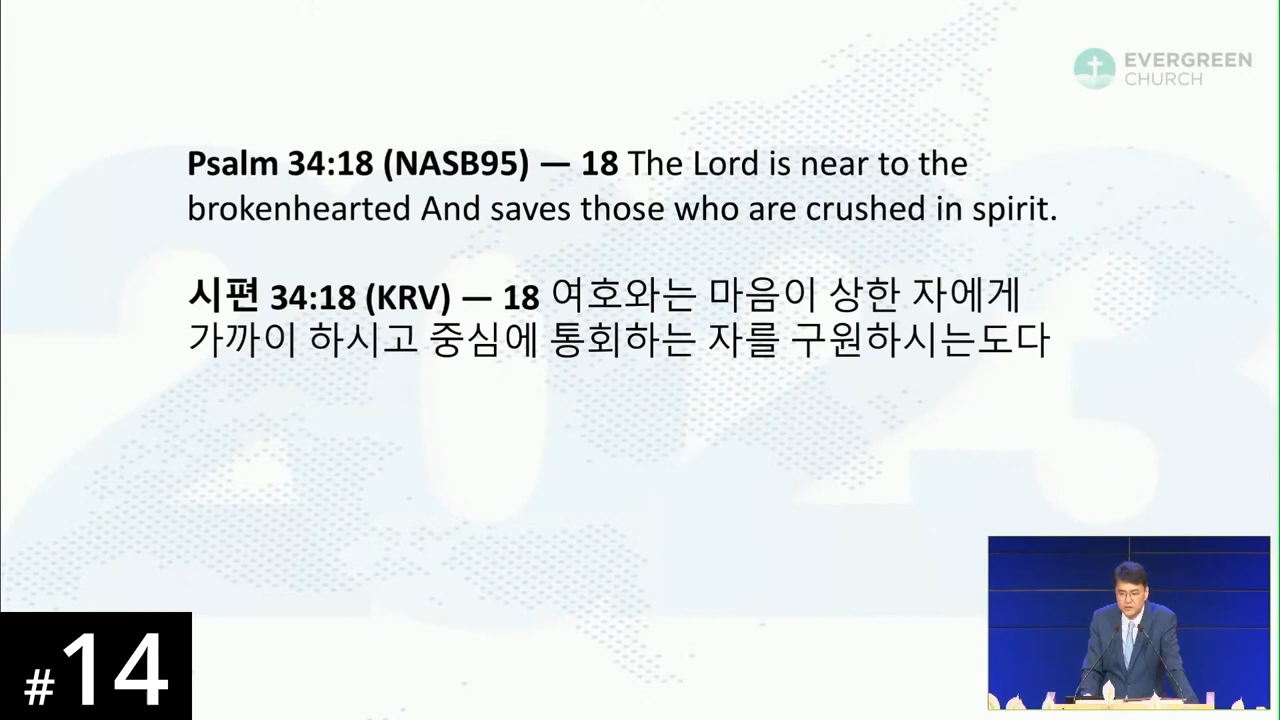 EVERGREEN
CHURCH
Psalm 34:18 (NASB95) — 18 The Lord is near to the
brokenhearted And saves those who are crushed in spirit.
시편 34:18 (KRV) — 18 여호와는 마음이 상한 자에게
가까이 하시고 중심에 통회하는 자를 구원하시는도다
2023
#14